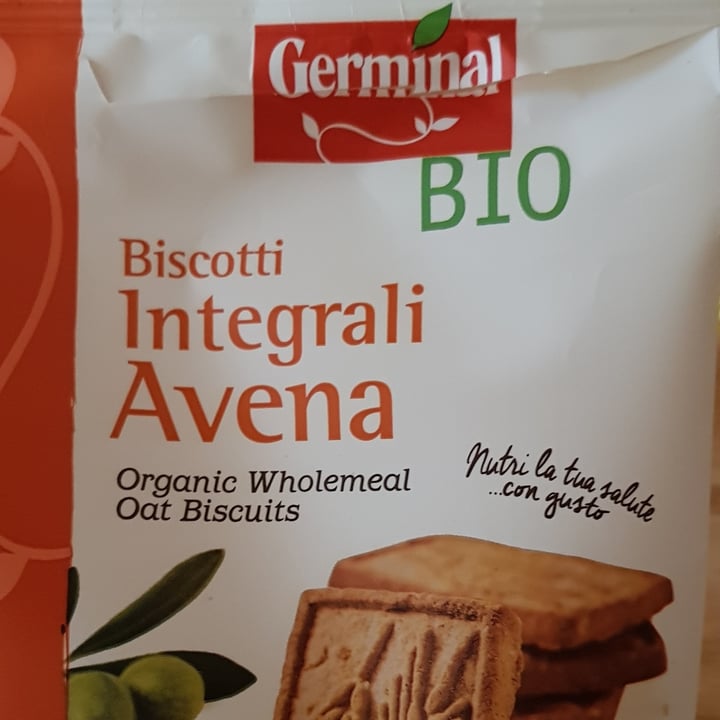 Germinal
BIO
Biscotti
Integrali
Avena
Organic Wholemeal
Oat Biscuits
Nutri la tua salute
...con gusto